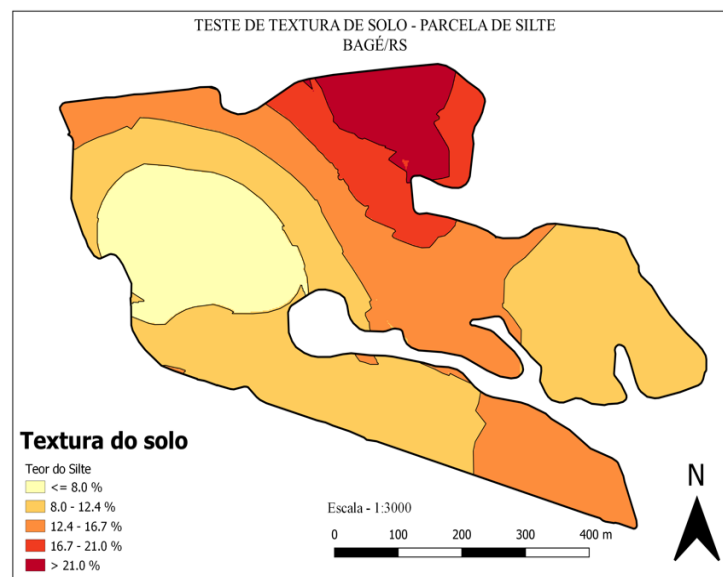 TESTE DE TEXTURA DE SOLO - PARCELA DE SILTE
BAGÉ/RS
Textura do solo
Teor do Silte
<= 8.0 %
8.0 - 12.4 %
12.4 - 16.7 %
16.7 - 21.0 %
> 21.0 %
Escala - 1:3000
0 100 200 300 400 m
N